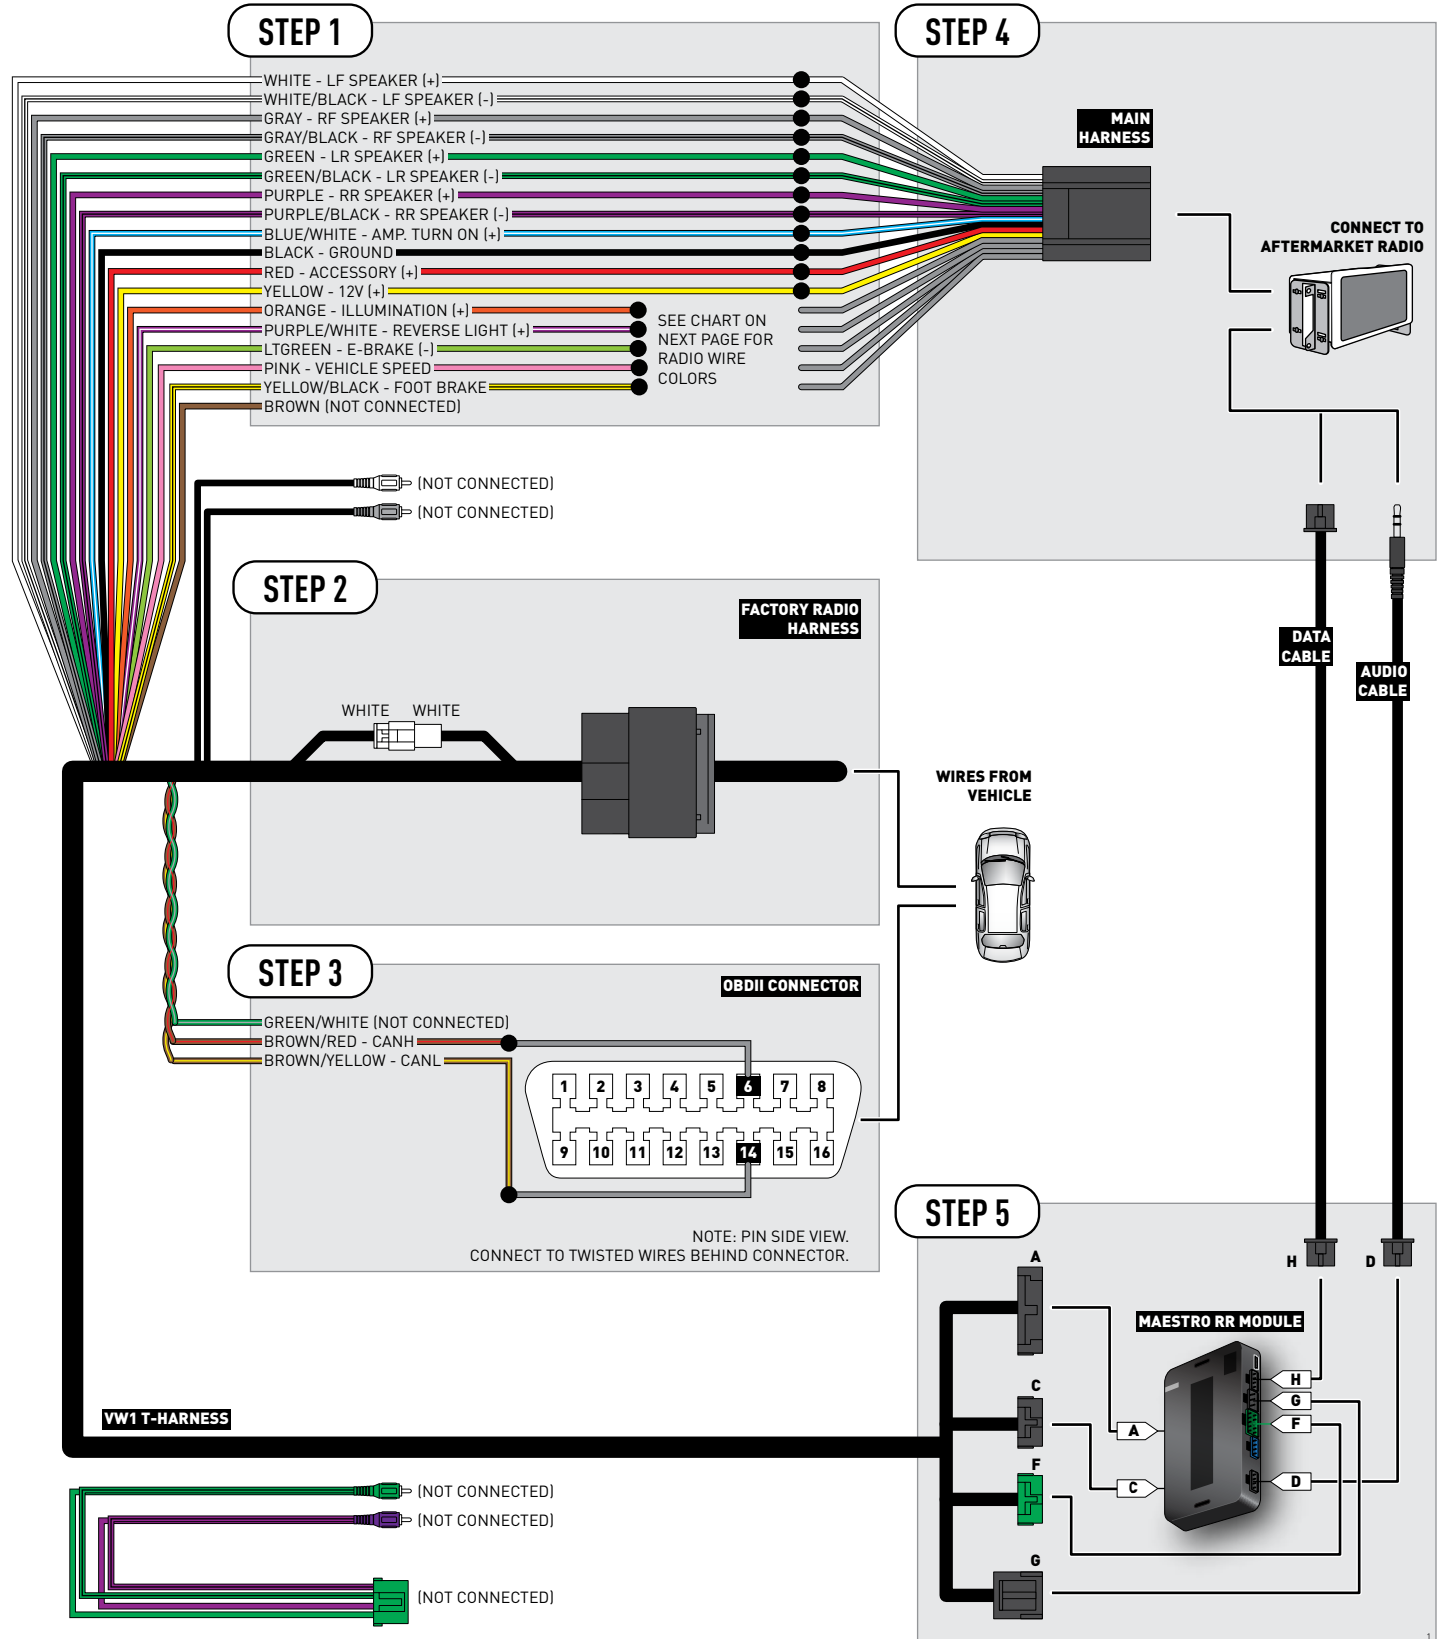 STEP 1
WHITE - LF SPEAKER (+)
WHITE/BLACK - LF SPEAKER (-)
GRAY - RF SPEAKER (+)
GRAY/BLACK - RF SPEAKER (-)
GREEN - LR SPEAKER (+)
GREEN/BLACK - LR SPEAKER (-)
PURPLE - RR SPEAKER (+)
PURPLE/BLACK - RR SPEAKER (-)
BLUE/WHITE - AMP. TURN ON (+)
BLACK - GROUND
RED - ACCESSORY (+)
YELLOW - 12V (+)
ORANGE - ILLUMINATION (+)
PURPLE/WHITE - REVERSE LIGHT (+)
LTGREEN - E-BRAKE (-)
PINK - VEHICLE SPEED
YELLOW/BLACK - FOOT BRAKE
BROWN (NOT CONNECTED)
SEE CHART ON
NEXT PAGE FOR
RADIO WIRE
COLORS
(NOT CONNECTED)
(NOT CONNECTED)
STEP 4
MAIN
HARNESS
CONNECT TO
AFTERMARKET RADIO
DATA
CABLE
AUDIO
CABLE
STEP 2
FACTORY RADIO
HARNESS
WHITE WHITE
WIRES FROM
VEHICLE
STEP 3
OBDII CONNECTOR
GREEN/WHITE (NOT CONNECTED)
BROWN/RED - CANH
BROWN/YELLOW - CANL
1 2 3 4 5 6 7 8
9 10 11 12 13 14 15 16
NOTE: PIN SIDE VIEW.
CONNECT TO TWISTED WIRES BEHIND CONNECTOR.
STEP 5
H D
A
C
F
G
MAESTRO RR MODULE
H
G
F
D
A
C
VW1 T-HARNESS
(NOT CONNECTED)
(NOT CONNECTED)
(NOT CONNECTED)
1